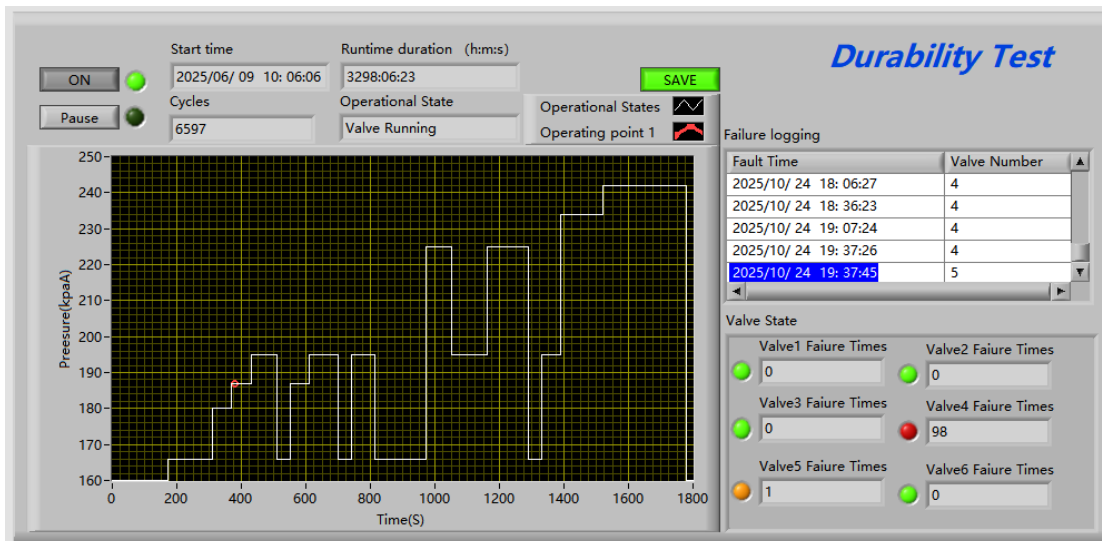 Durability Test
Start time
Runtime duration (h:m:s)
ON
2025/06/ 09 10: 06:06
3298:06:23
SAVE
Cycles
Operational State
Operational States
Pause
6597
Valve Running
Operating point 1
Failure logging
Fault Time
Valve Number
2025/10/ 24 18: 06:27
4
2025/10/ 24 18: 36:23
4
2025/10/ 24 19: 07:24
4
2025/10/ 24 19: 37:26
4
2025/10/ 24 19: 37:45
5
250
240
230
220
210
200
190
180
170
160
Preesure(kpaA)
0
200
400
600
800
1000
1200
1400
1600
1800
Time(S)
Valve State
Valve1 Faiure Times
0
Valve2 Faiure Times
0
Valve3 Faiure Times
0
Valve4 Faiure Times
98
Valve5 Faiure Times
1
Valve6 Faiure Times
0